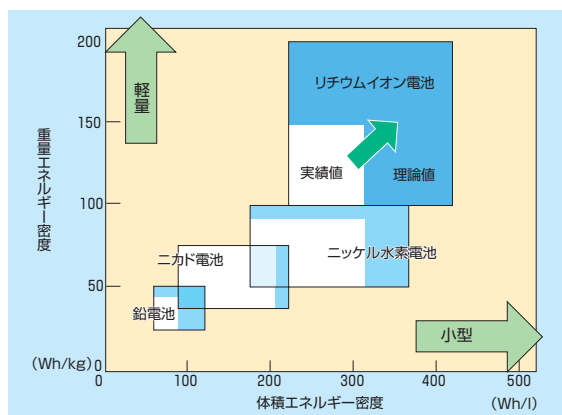 200
軽量
リチウムイオン電池
150
重量エネルギー密度
実績値
理論値
100
ニカド電池
ニッケル水素電池
50
鉛電池
小型
(Wh/kg) 0
0 100 200 300 400 500
体積エネルギー密度 (Wh/l)